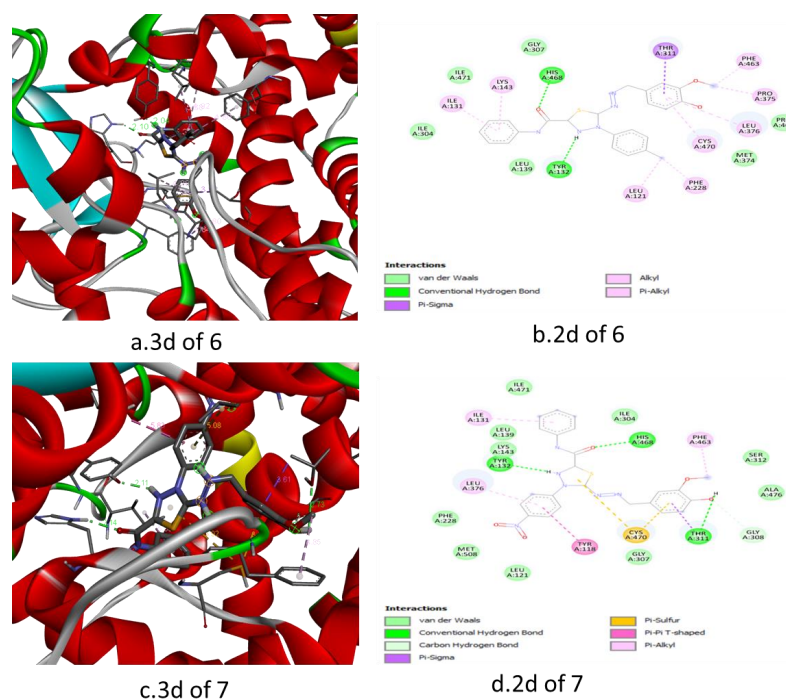 GLY
A:307
THR
A:311
PHE
A:463
ILE
A:471
LYS
A:143
HIS
A:468
ILE
A:131
PRO
A:375
LEU
A:376
ILE
A:304
CYS
A:470
MET
A:374
LEU
A:139
TYR
A:132
LEU
A:121
PHE
A:228
Interactions
van der Waals
Conventional Hydrogen Bond
Pi-Sigma
Alkyl
Pi-Alkyl
a.3d of 6
b.2d of 6
5.08
2.11
ILE
A:471
ILE
A:131
ILE
A:304
LEU
A:139
LYS
A:143
TYR
A:132
HIS
A:468
PHE
A:463
SER
A:312
LEU
A:376
ALA
A:476
PHE
A:228
CYS
A:470
THR
A:311
GLY
A:308
MET
A:508
TYR
A:118
GLY
A:307
LEU
A:121
Interactions
van der Waals
Conventional Hydrogen Bond
Carbon Hydrogen Bond
Pi-Sigma
Pi-Sulfur
Pi-Pi T-shaped
Pi-Alkyl
c.3d of 7
d.2d of 7